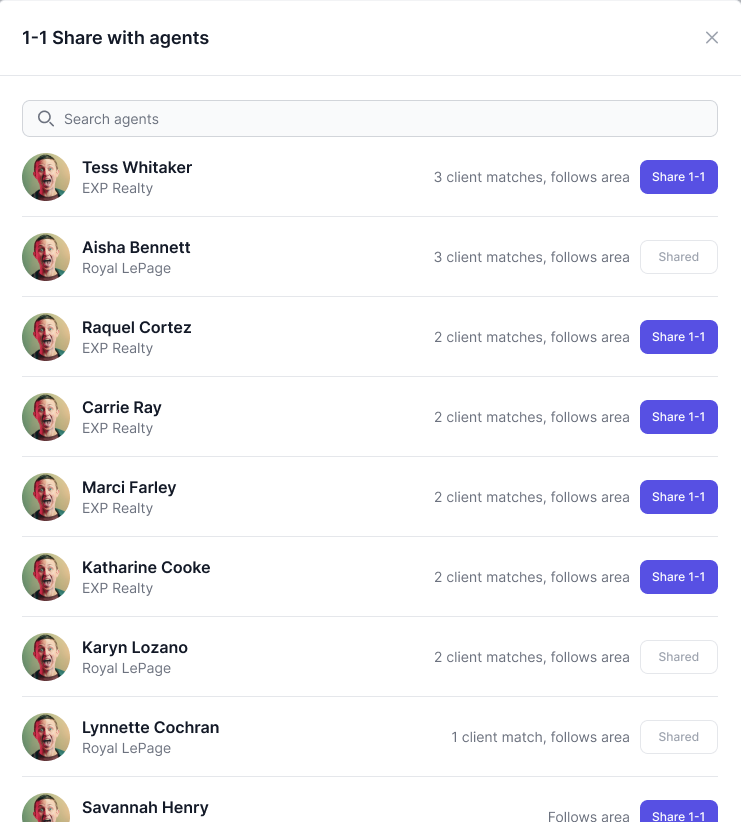 1-1 Share with agents
Search agents
Tess Whitaker
EXP Realty
3 client matches, follows area
Share 1-1
Aisha Bennett
Royal LePage
3 client matches, follows area
Shared
Raquel Cortez
EXP Realty
2 client matches, follows area
Share 1-1
Carrie Ray
EXP Realty
2 client matches, follows area
Share 1-1
Marci Farley
EXP Realty
2 client matches, follows area
Share 1-1
Katharine Cooke
EXP Realty
2 client matches, follows area
Share 1-1
Karyn Lozano
Royal LePage
2 client matches, follows area
Shared
Lynnette Cochran
Royal LePage
1 client match, follows area
Shared
Savannah Henry
Follows area
Share 1-1